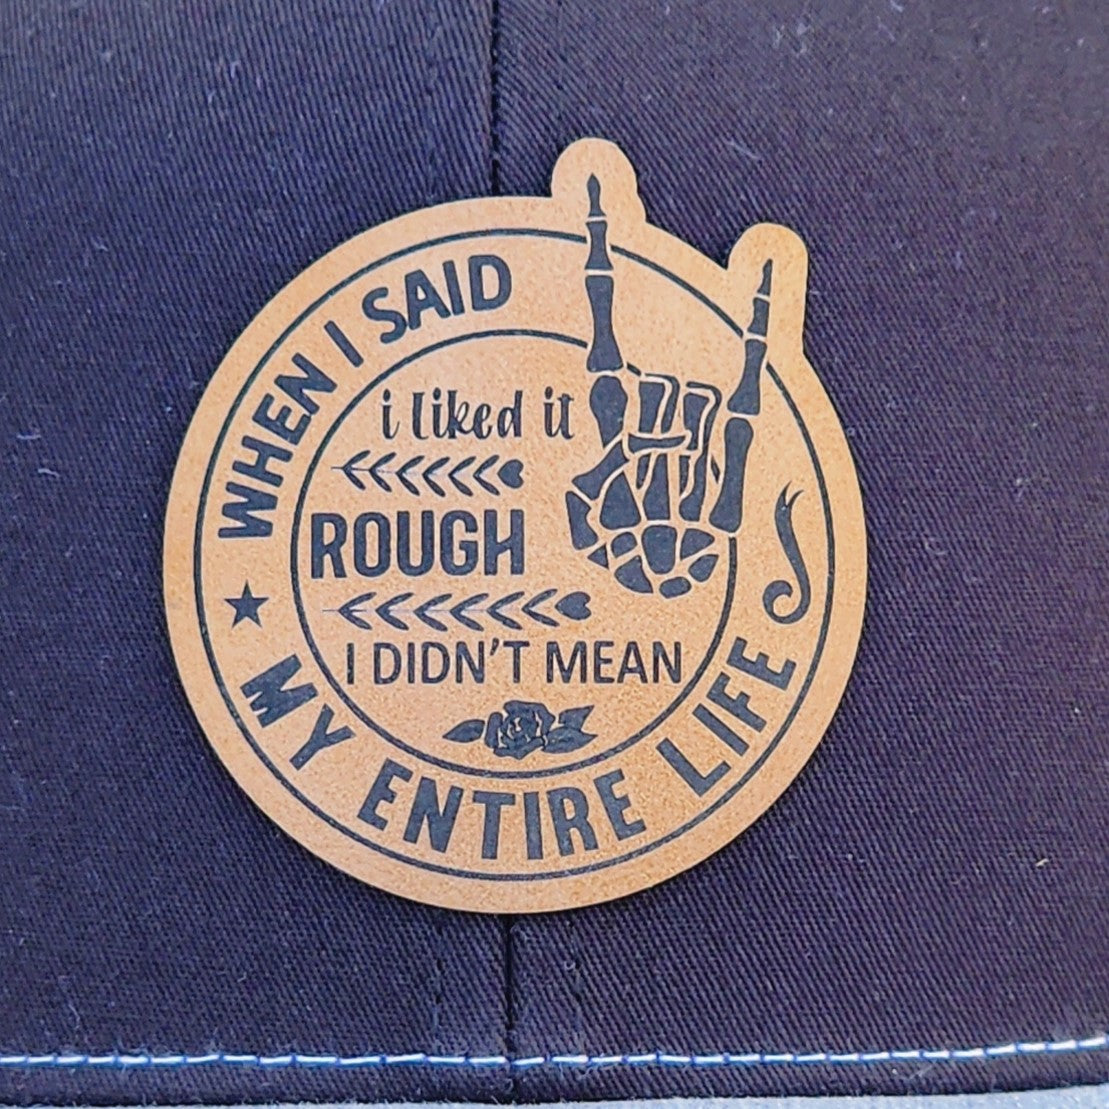 WHEN I SAID
i liked it
ROUGH
I DIDN'T MEAN
MY ENTIRE LIFE